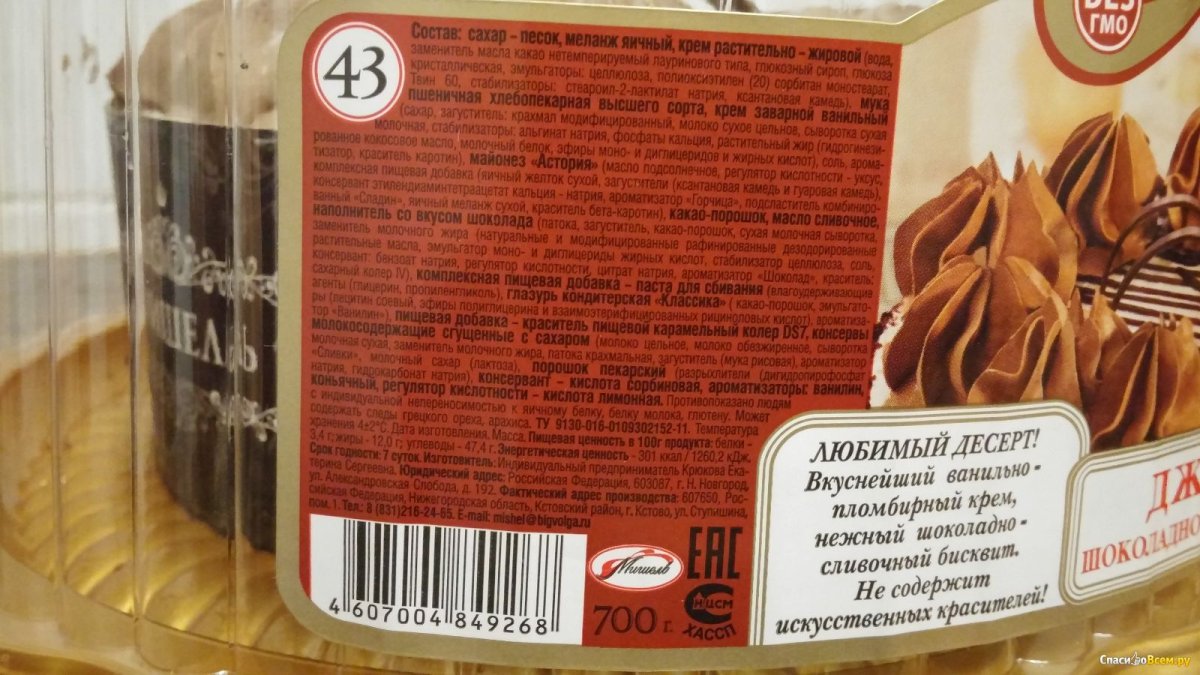 43
Состав: сахар – песок, меланж яичный, крем растительно – жировой (вода,
заменитель масла какао нетемперируемый лауринового типа, глюкозный сироп, глюкоза
кристаллическая, эмульгаторы: целлюлоза, полиоксиэтилен (20) сорбитан моностеарат,
Твин 60, стабилизаторы: стеароил-2-лактилат натрия, ксантановая камедь), мука
пшеничная хлебопекарная высшего сорта, крем заварной ванильный
(сахар, загуститель: крахмал модифицированный, молоко сухое цельное, сыворотка сухая
молочная, стабилизаторы: альгинат натрия, фосфаты кальция, растительный жир (гидрогенези-
рованное кокосовое масло, молочный белок, эфиры моно- и диглицеридов и жирных кислот), соль, арома-
тизатор, краситель каротин), майонез «Астория» (масло подсолнечное, регулятор кислотности - уксус,
комплексная пищевая добавка (яичный желток сухой, загустители (ксантановая камедь и гуаровая камедь),
консервант этилендиаминтетраацетат кальция - натрия, ароматизатор «Горчица», подсластитель комбиниро-
ванный «Сладин», яичный меланж сухой, краситель бета-каротин), какао-порошок, масло сливочное,
наполнитель со вкусом шоколада (патока, загуститель, какао-порошок, сухая молочная сыворотка,
заменитель молочного жира (натуральные и модифицированные рафинированные дезодорированные
растительные масла, эмульгатор моно- и диглицериды жирных кислот, стабилизатор целлюлоза, соль,
консервант бензоат натрия, регулятор кислотности, цитрат натрия, ароматизатор «Шоколад», краситель
сахарный колер IV), комплексная пищевая добавка – паста для сбивания (влагоудерживающие
агенты (глицерин, пропиленгликоль), глазурь кондитерская «Классика» ( какао-порошок, эмульгато-
ры (лецитин соевый, эфиры полиглицерина и взаимоэтерифицированных рициноловых кислот), ароматиза-
тор «Ванилин»), пищевая добавка – краситель пищевой карамельный колер DS7, консервы
молокосодержащие сгущенные с сахаром (молоко цельное, молоко обезжиренное, сыворотка
молочная сухая, заменитель молочного жира, патока крахмальная, загуститель (мука рисовая), ароматизатор
«Сливки», молочный сахар (лактоза), порошок пекарский (разрыхлители (дигидропирофосфат
натрия, гидрокарбонат натрия), консервант – кислота сорбиновая, ароматизаторы: ванилин,
коньячный, регулятор кислотности – кислота лимонная. Противопоказано людям
с индивидуальной непереносимостью к яичному белку, белку молока, глютену. Может
содержать следы грецкого ореха, арахиса. ТУ 9130-016-0109302152-11. Температура
хранения 4±2°С. Дата изготовления. Масса. Пищевая ценность в 100г продукта: белки -
3,4 г; жиры - 12,0 г; углеводы - 47,4 г. Энергетическая ценность - 301 ккал / 1260,2 кДж.
Срок годности: 7 суток. Изготовитель: Индивидуальный предприниматель Крюкова Ека-
терина Сергеевна. Юридический адрес: Российская Федерация, 603087, г. Н. Новгород,
ул. Александровская Слобода, д. 192. Фактический адрес производства: 607650, Рос-
сийская Федерация, Нижегородская область, Кстовский район, г. Кстово, ул. Ступишина,
пом. 1. Тел.: 8 (831)216-24-65. E-mail: mishel@bigvolga.ru
4 607004 849268
Мишель
700 г.
ЕАС
НЦСМ
ХАССП
БЕЗ
ГМО
ЛЮБИМЫЙ ДЕСЕРТ!
Вкуснейший ванильно-
пломбирный крем,
нежный шоколадно-
сливочный бисквит.
Не содержит
искусственных красителей!
ДЖ
ШОКОЛАДНО
СпасибоВсем.ру